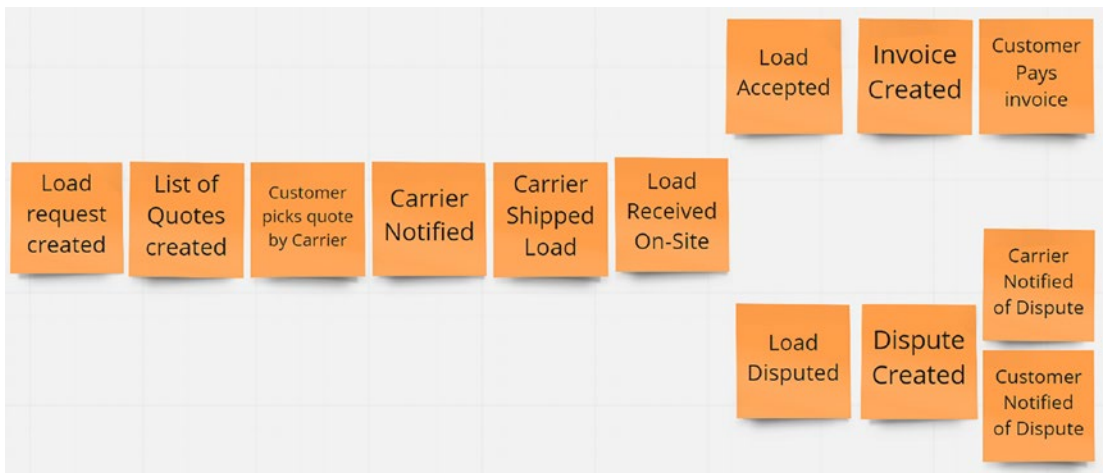 Load
request
created
List of
Quotes
created
Customer
picks quote
by Carrier
Carrier
Notified
Carrier
Shipped
Load
Load
Received
On-Site
Load
Accepted
Invoice
Created
Customer
Pays
invoice
Load
Disputed
Dispute
Created
Carrier
Notified
of Dispute
Customer
Notified
of Dispute